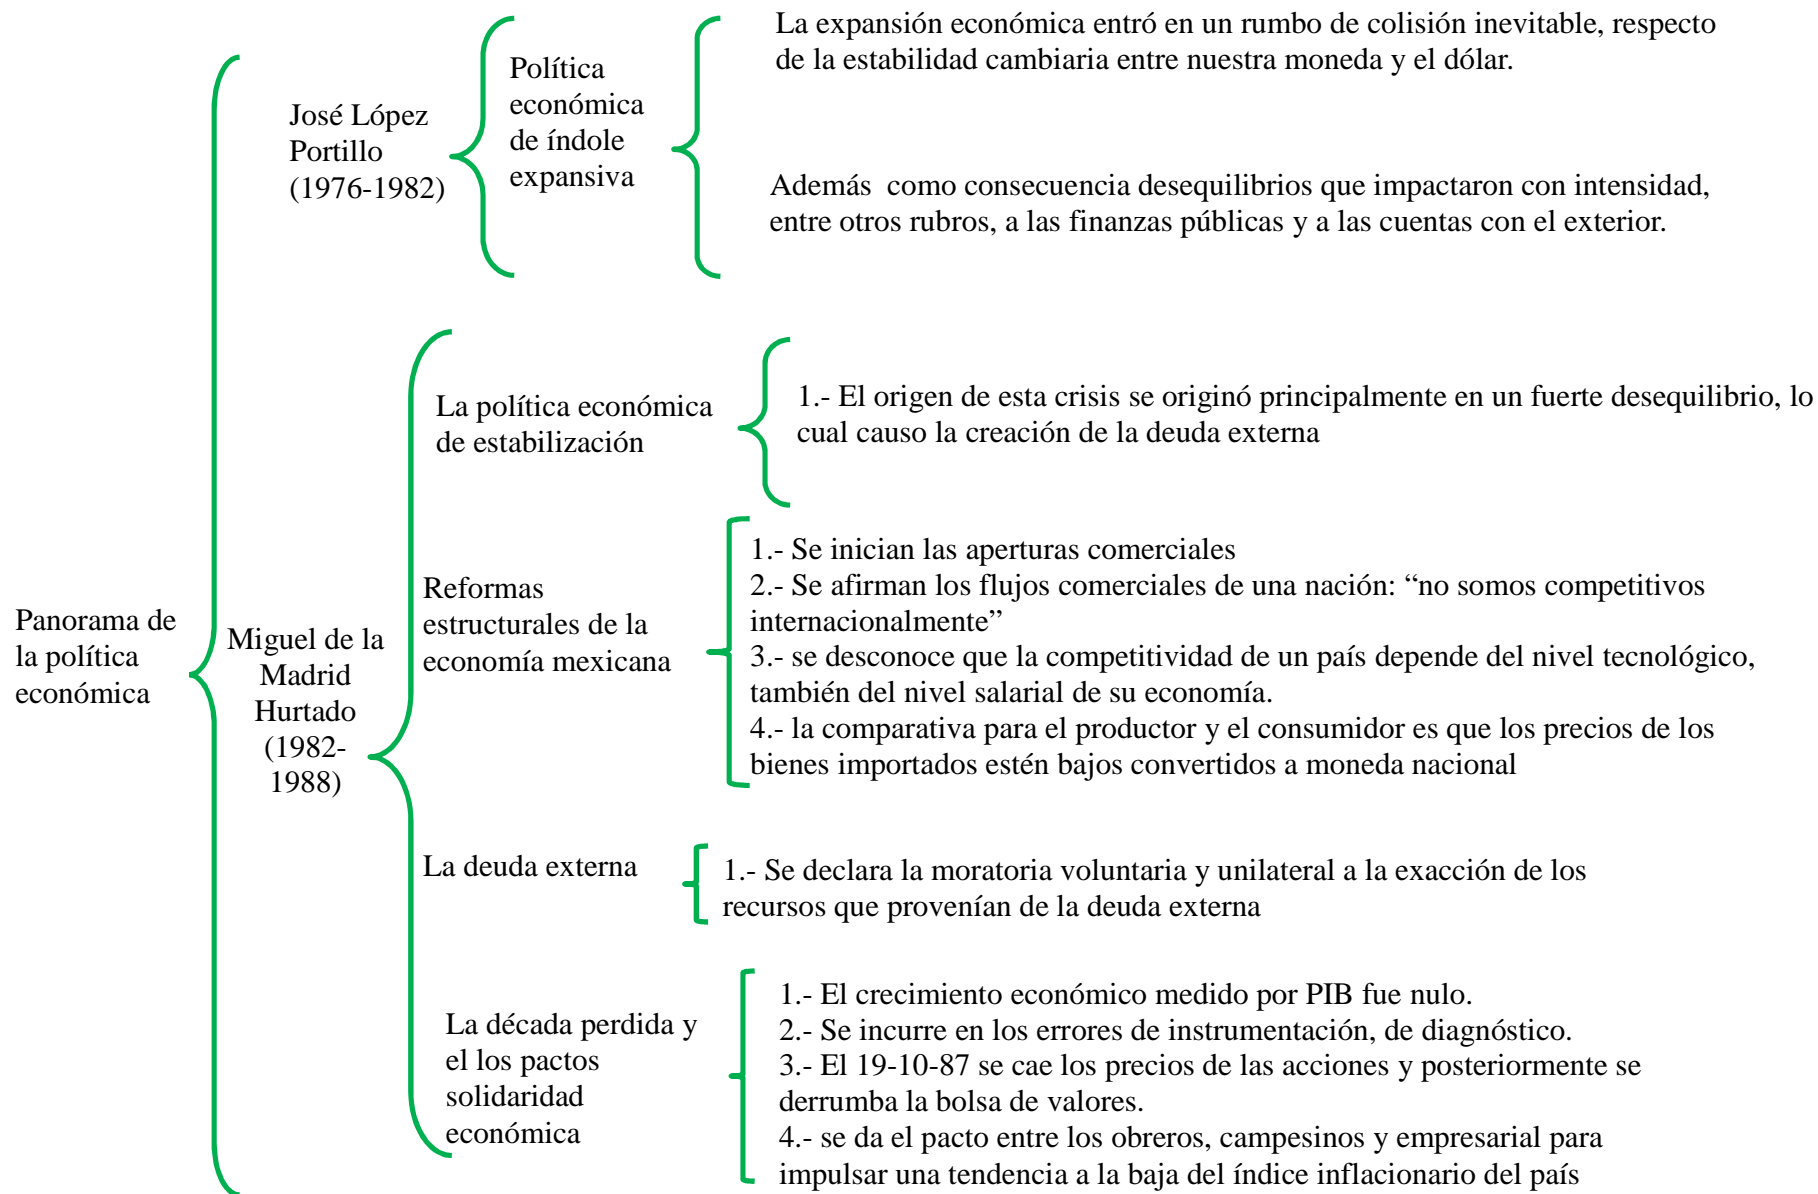 Panorama de
la política
económica
José López
Portillo
(1976-1982)
Política
económica
de índole
expansiva
La expansión económica entró en un rumbo de colisión inevitable, respecto
de la estabilidad cambiaria entre nuestra moneda y el dólar.
Además  como consecuencia desequilibrios que impactaron con intensidad,
entre otros rubros, a las finanzas públicas y a las cuentas con el exterior.
Miguel de la
Madrid
Hurtado
(1982-
1988)
La política económica
de estabilización
1.- El origen de esta crisis se originó principalmente en un fuerte desequilibrio, lo
cual causo la creación de la deuda externa
Reformas
estructurales de la
economía mexicana
1.- Se inician las aperturas comerciales
2.- Se afirman los flujos comerciales de una nación: “no somos competitivos
internacionalmente”
3.- se desconoce que la competitividad de un país depende del nivel tecnológico,
también del nivel salarial de su economía.
4.- la comparativa para el productor y el consumidor es que los precios de los
bienes importados estén bajos convertidos a moneda nacional
La deuda externa
1.- Se declara la moratoria voluntaria y unilateral a la exacción de los
recursos que provenían de la deuda externa
La década perdida y
el los pactos
solidaridad
económica
1.- El crecimiento económico medido por PIB fue nulo.
2.- Se incurre en los errores de instrumentación, de diagnóstico.
3.- El 19-10-87 se cae los precios de las acciones y posteriormente se
derrumba la bolsa de valores.
4.- se da el pacto entre los obreros, campesinos y empresarial para
impulsar una tendencia a la baja del índice inflacionario del país